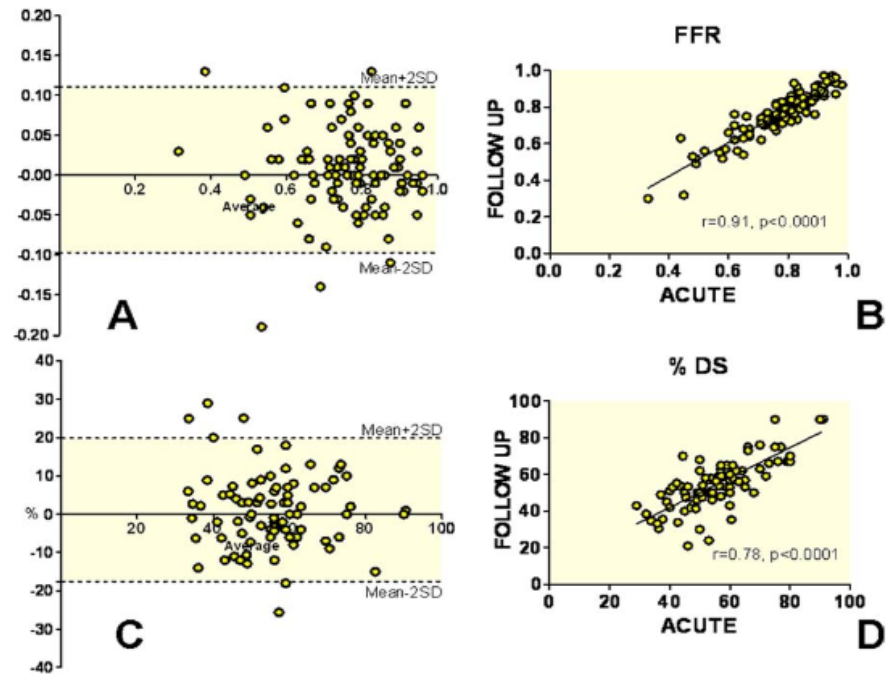 0.20
0.15
Mean+2SD
0.10
0.05
-0.00
0.2
0.4
0.6
0.8
1.0
Average
-0.05
-0.10
Mean-2SD
-0.15
-0.20
A
FFR
1.0
0.8
0.6
0.4
0.2
0.0
FOLLOW UP
r=0.91, p<0.0001
0.0 0.2 0.4 0.6 0.8 1.0
ACUTE
B
40
30
20
Mean+2SD
10
%
20 40 60 80 100
Average
-10
Mean-2SD
-20
-30
-40
C
% DS
100
80
60
40
20
0
FOLLOW UP
r=0.78, p<0.0001
0 20 40 60 80 100
ACUTE
D